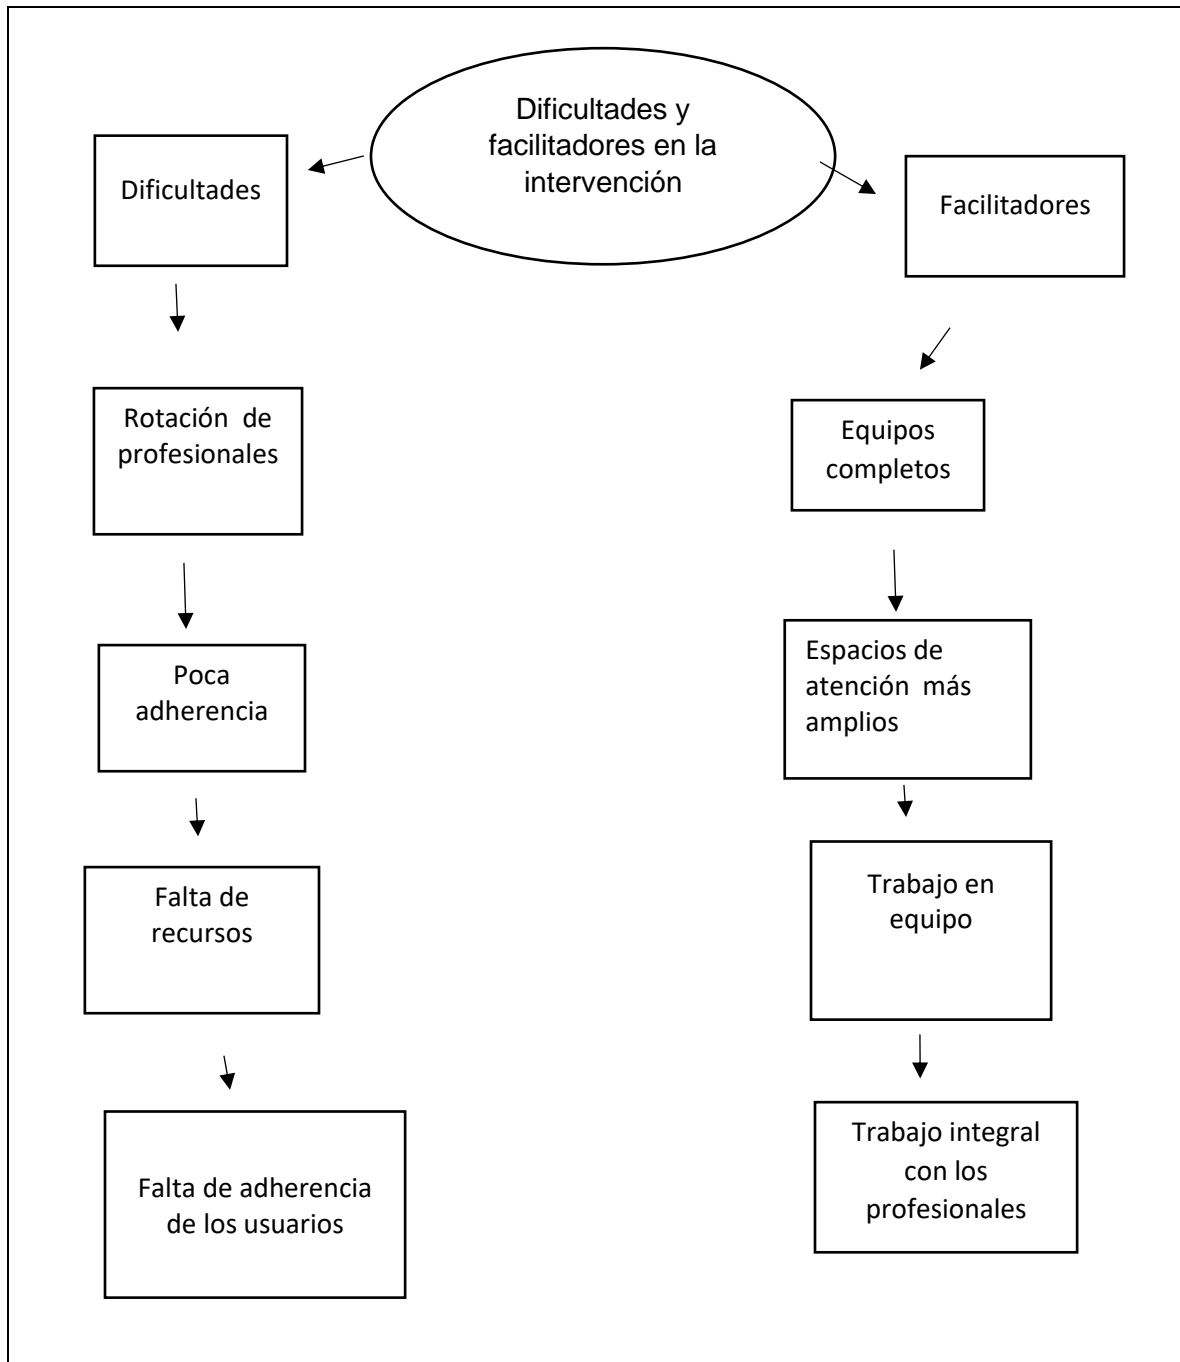 Dificultades y
facilitadores en la
intervención
Dificultades
Facilitadores
Rotación  de
profesionales
Equipos
completos
Poca
adherencia
Espacios de
atención  más
amplios
Falta de
recursos
Trabajo en
equipo
Falta de adherencia
de los usuarios
Trabajo integral
con los
profesionales